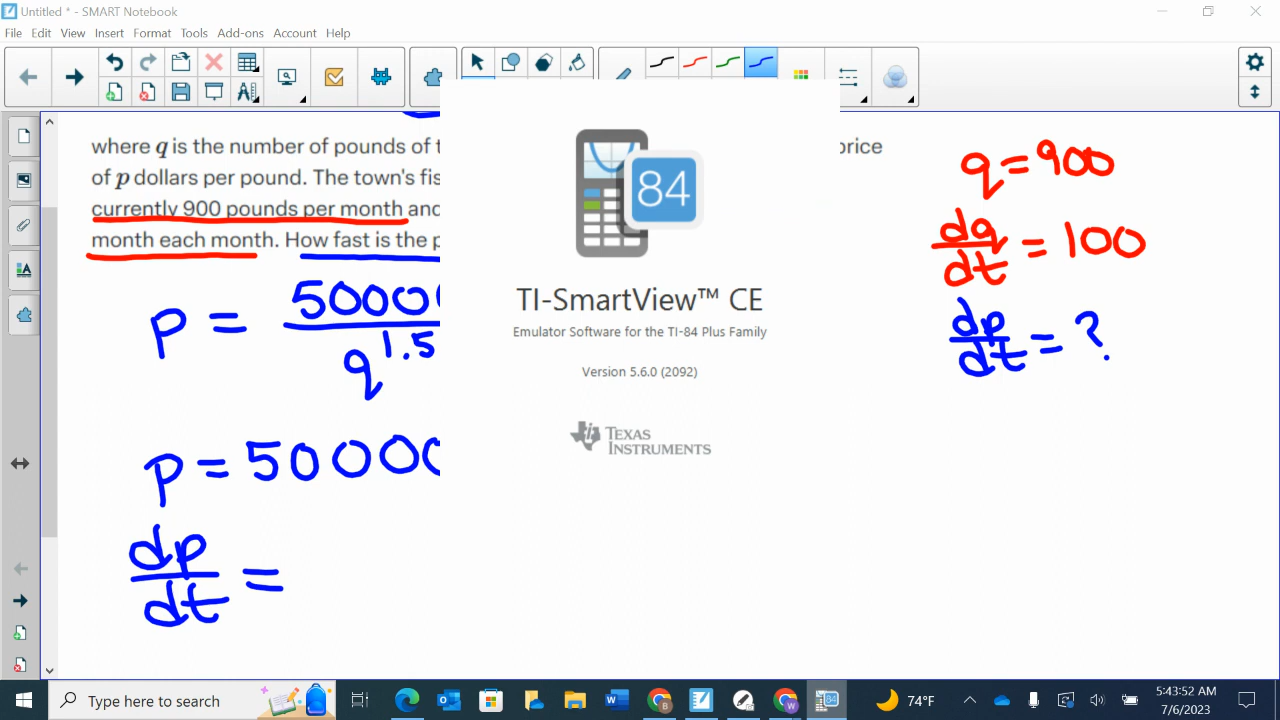 Untitled * - SMART Notebook
File Edit View Insert Format Tools Add-ons Account Help
where q is the number of pounds of t
rice
of p dollars per pound. The town's fis
currently 900 pounds per month and
month each month. How fast is the p
q = 900
dq/dt = 100
dp/dt = ?
p = 50000
q^1.5
p = 50000
dp/dt =
84
TI-SmartView™ CE
Emulator Software for the TI-84 Plus Family
Version 5.6.0 (2092)
TEXAS
INSTRUMENTS
Type here to search
74°F
5:43:52 AM
7/6/2023